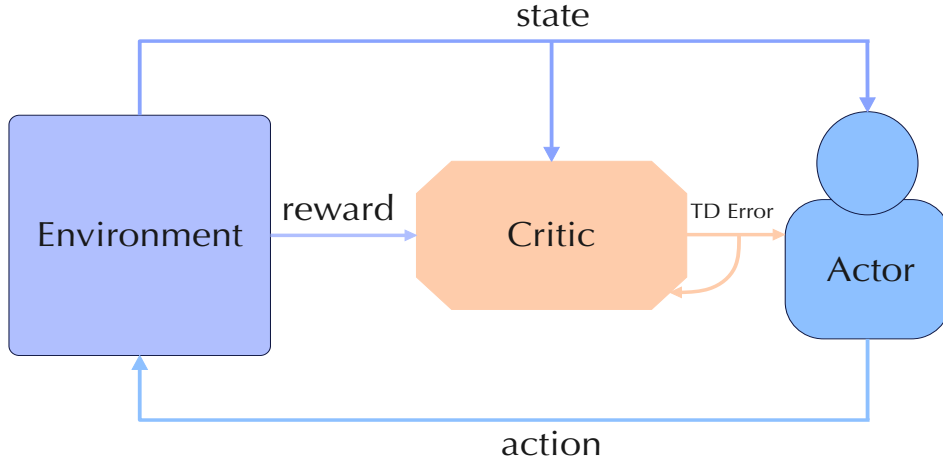 state
reward
Environment
Critic
TD Error
Actor
action